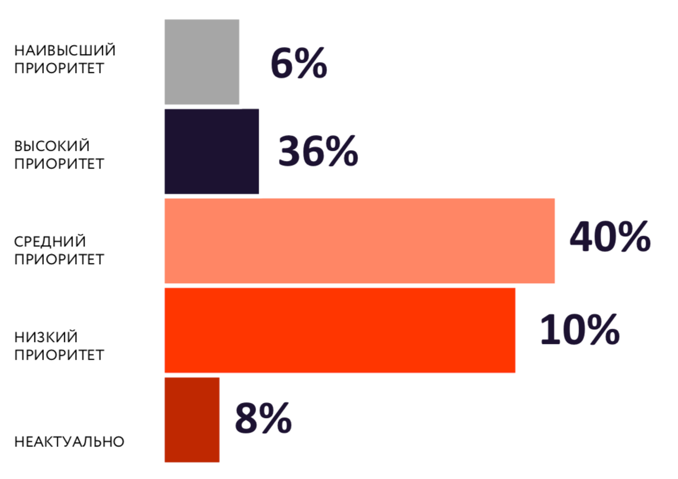 НАИВЫСШИЙ
ПРИОРИТЕТ
6%
ВЫСОКИЙ
ПРИОРИТЕТ
36%
СРЕДНИЙ
ПРИОРИТЕТ
40%
НИЗКИЙ
ПРИОРИТЕТ
10%
НЕАКТУАЛЬНО
8%